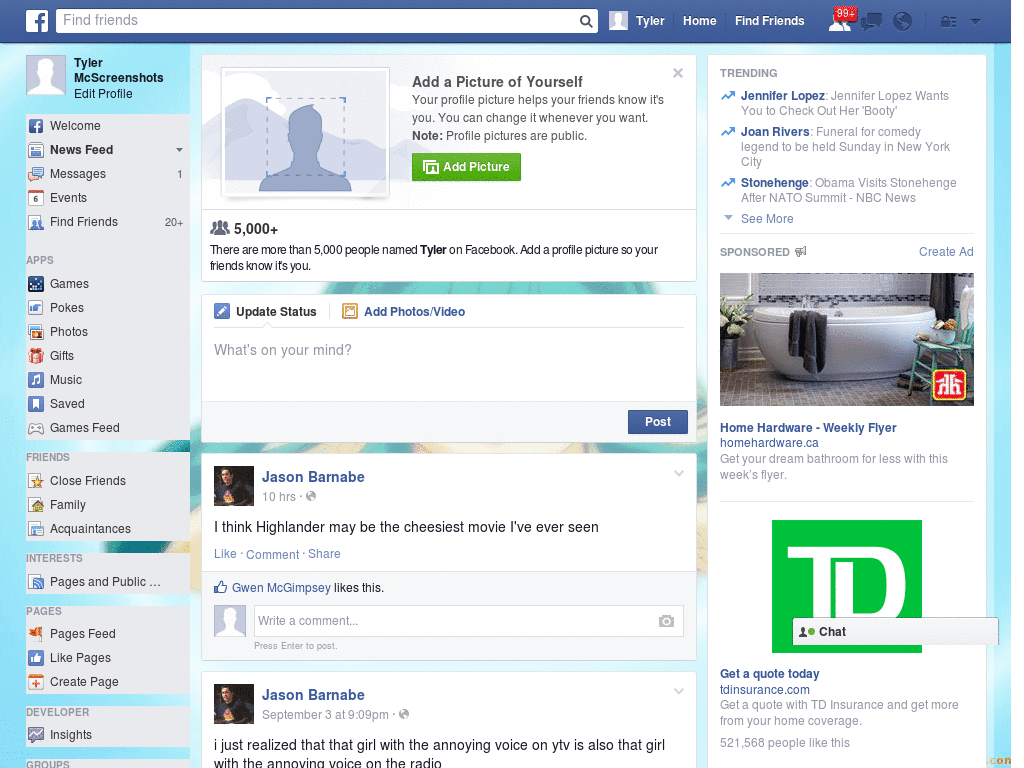 Find friends
Tyler
Home
Find Friends
99+
Tyler
McScreenshots
Edit Profile
Welcome
News Feed
Messages 1
6 Events
Find Friends 20+
APPS
Games
Pokes
Photos
Gifts
Music
Saved
Games Feed
FRIENDS
Close Friends
Family
Acquaintances
INTERESTS
Pages and Public ...
PAGES
Pages Feed
Like Pages
Create Page
DEVELOPER
Insights
GROUPS
Add a Picture of Yourself
Your profile picture helps your friends know it's
you. You can change it whenever you want.
Note: Profile pictures are public.
Add Picture
5,000+
There are more than 5,000 people named Tyler on Facebook. Add a profile picture so your
friends know it's you.
Update Status
Add Photos/Video
What's on your mind?
Post
Jason Barnabe
10 hrs ·
I think Highlander may be the cheesiest movie I've ever seen
Like · Comment · Share
Gwen McGimpsey likes this.
Write a comment...
Press Enter to post.
Jason Barnabe
September 3 at 9:09pm ·
i just realized that that girl with the annoying voice on ytv is also that girl
with the annoying voice on the radio
TRENDING
Jennifer Lopez: Jennifer Lopez Wants
You to Check Out Her 'Booty'
Joan Rivers: Funeral for comedy
legend to be held Sunday in New York
City
Stonehenge: Obama Visits Stonehenge
After NATO Summit - NBC News
See More
SPONSORED
Create Ad
Home Hardware - Weekly Flyer
homehardware.ca
Get your dream bathroom for less with this
week's flyer.
TD
Chat
Get a quote today
tdinsurance.com
Get a quote with TD Insurance and get more
from your home coverage.
521,568 people like this
.com